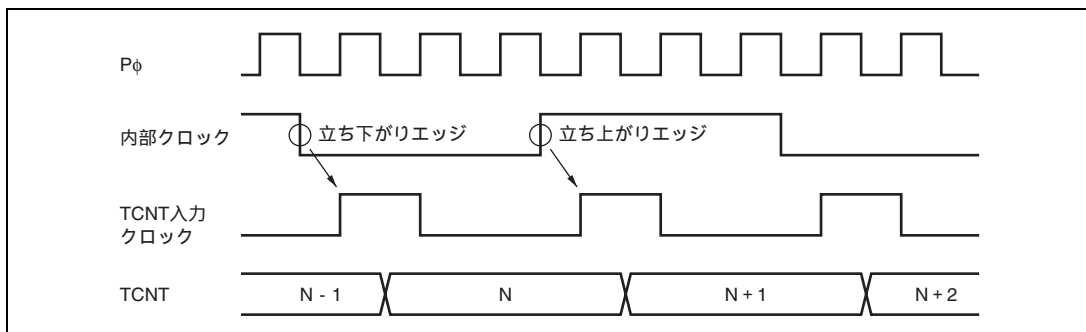 Pφ
内部クロック
立ち下がりエッジ
立ち上がりエッジ
TCNT入力
クロック
TCNT
N - 1
N
N + 1
N + 2